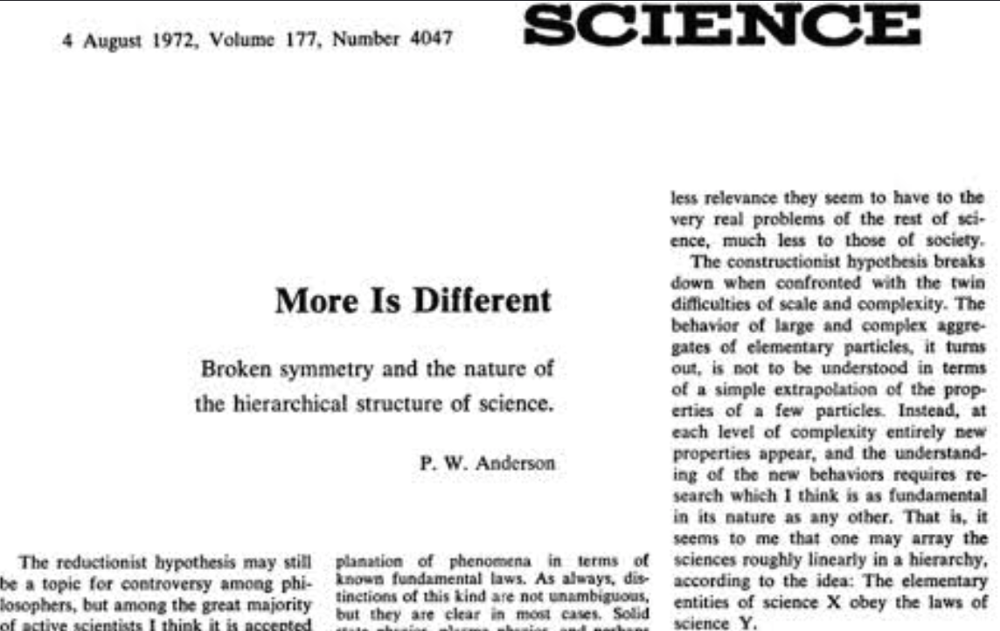 4 August 1972, Volume 177, Number 4047
SCIENCE
More Is Different
Broken symmetry and the nature of
the hierarchical structure of science.
P. W. Anderson
The reductionist hypothesis may still
be a topic for controversy among phi-
losophers, but among the great majority
of active scientists I think it is accepted
planation of phenomena in terms of
known fundamental laws. As always, dis-
tinctions of this kind are not unambiguous,
but they are clear in most cases. Solid
state physics, plasma physics, and perhaps
less relevance they seem to have to the
very real problems of the rest of sci-
ence, much less to those of society.
The constructionist hypothesis breaks
down when confronted with the twin
difficulties of scale and complexity. The
behavior of large and complex aggre-
gates of elementary particles, it turns
out, is not to be understood in terms
of a simple extrapolation of the prop-
erties of a few particles. Instead, at
each level of complexity entirely new
properties appear, and the understand-
ing of the new behaviors requires re-
search which I think is as fundamental
in its nature as any other. That is, it
seems to me that one may array the
sciences roughly linearly in a hierarchy,
according to the idea: The elementary
entities of science X obey the laws of
science Y.